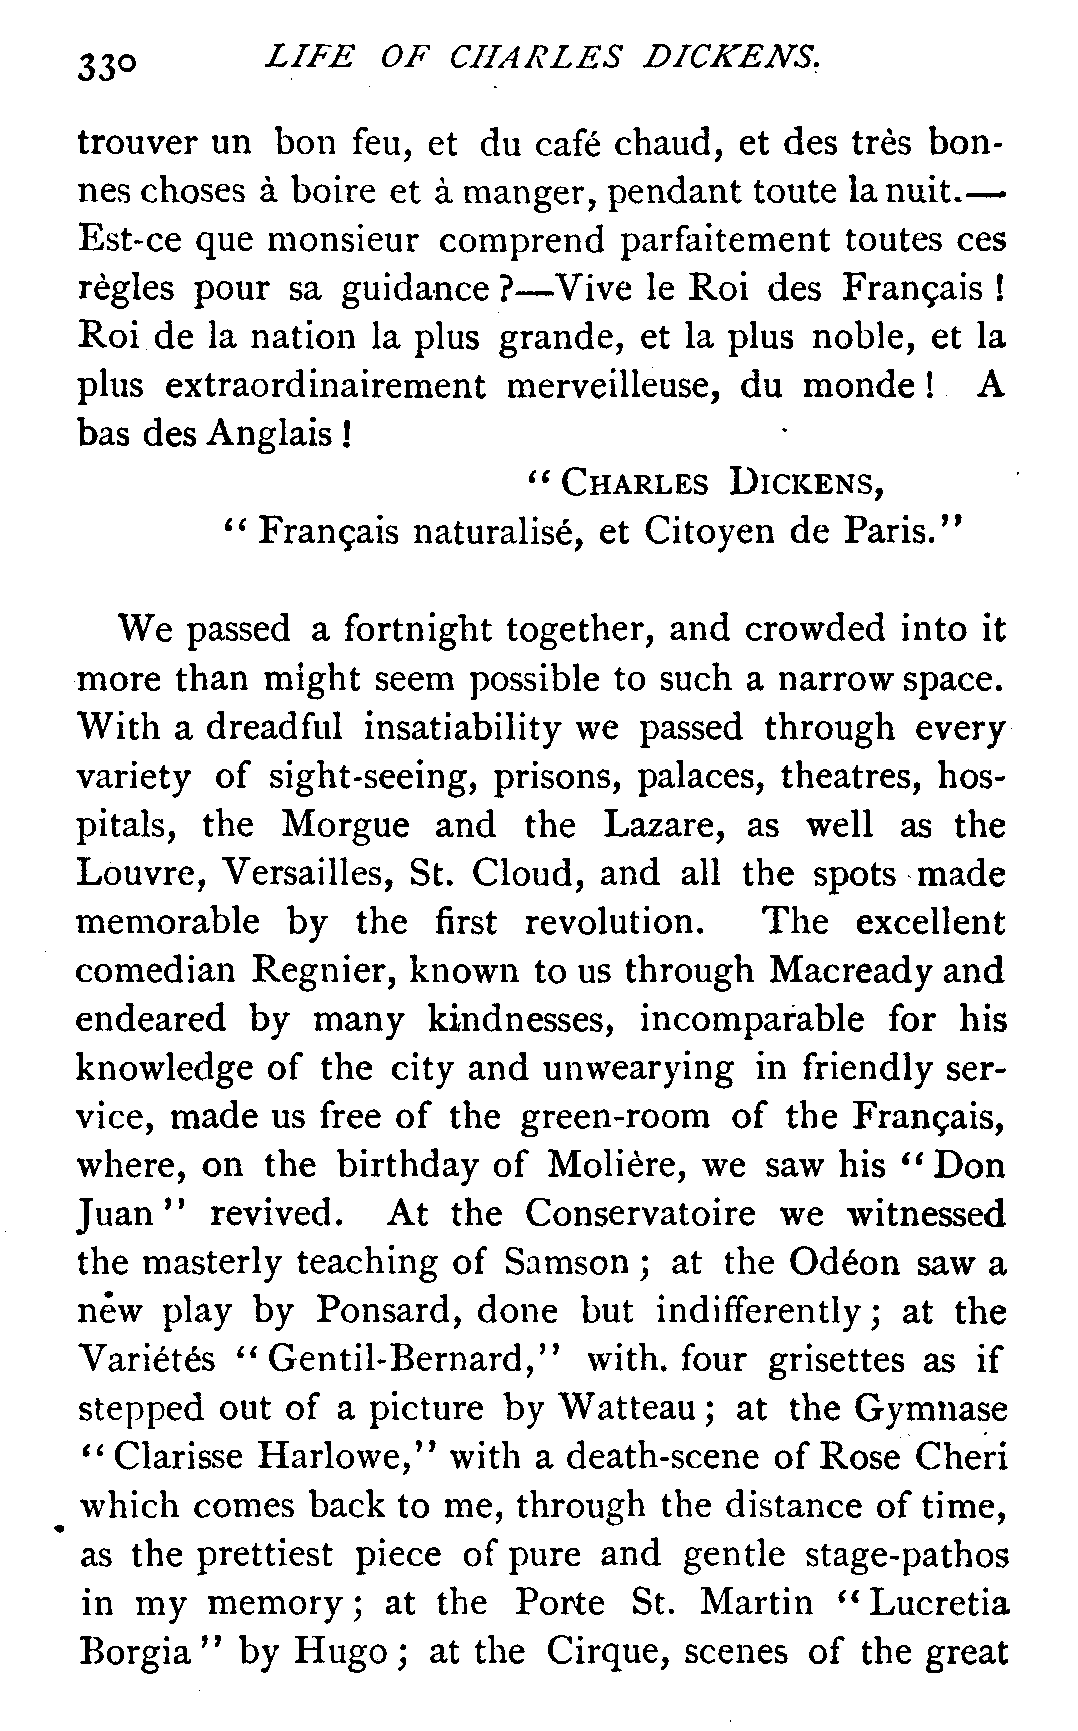 330 LIFE OF CHARLES DICKENS.
trouver un bon feu, et du café chaud, et des très bon-
nes choses à boire et à manger, pendant toute la nuit.—
Est-ce que monsieur comprend parfaitement toutes ces
règles pour sa guidance ?—Vive le Roi des Français !
Roi de la nation la plus grande, et la plus noble, et la
plus extraordinairement merveilleuse, du monde ! A
bas des Anglais !
“ CHARLES DICKENS,
“ Français naturalisé, et Citoyen de Paris.”
We passed a fortnight together, and crowded into it
more than might seem possible to such a narrow space.
With a dreadful insatiability we passed through every
variety of sight-seeing, prisons, palaces, theatres, hos-
pitals, the Morgue and the Lazare, as well as the
Louvre, Versailles, St. Cloud, and all the spots made
memorable by the first revolution. The excellent
comedian Regnier, known to us through Macready and
endeared by many kindnesses, incomparable for his
knowledge of the city and unwearying in friendly ser-
vice, made us free of the green-room of the Français,
where, on the birthday of Molière, we saw his “ Don
Juan ” revived. At the Conservatoire we witnessed
the masterly teaching of Samson ; at the Odéon saw a
new play by Ponsard, done but indifferently ; at the
Variétés “ Gentil-Bernard,” with. four grisettes as if
stepped out of a picture by Watteau ; at the Gymnase
“ Clarisse Harlowe,” with a death-scene of Rose Cheri
which comes back to me, through the distance of time,
as the prettiest piece of pure and gentle stage-pathos
in my memory ; at the Porte St. Martin “ Lucretia
Borgia ” by Hugo ; at the Cirque, scenes of the great